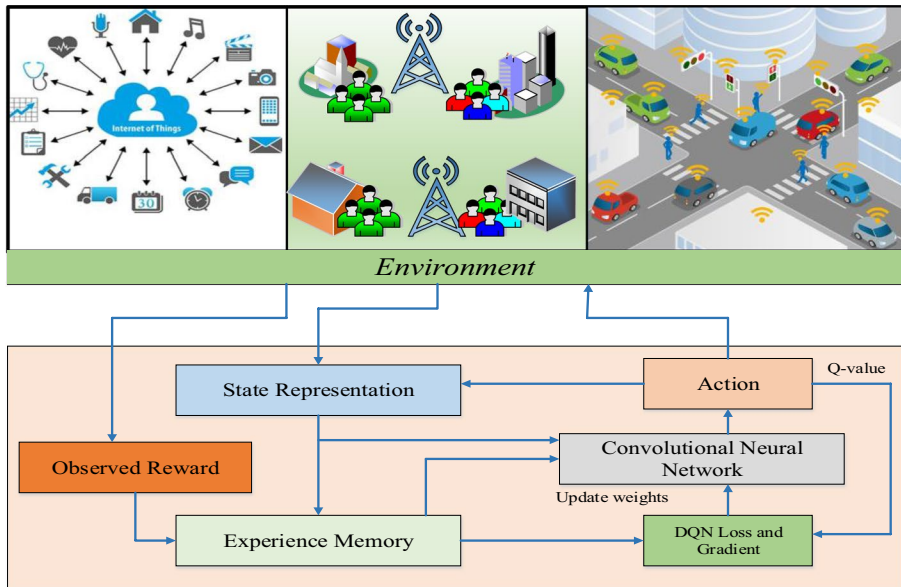 Internet of Things
30
Environment
State Representation
Action
Q-value
Observed Reward
Convolutional Neural
Network
Update weights
Experience Memory
DQN Loss and
Gradient